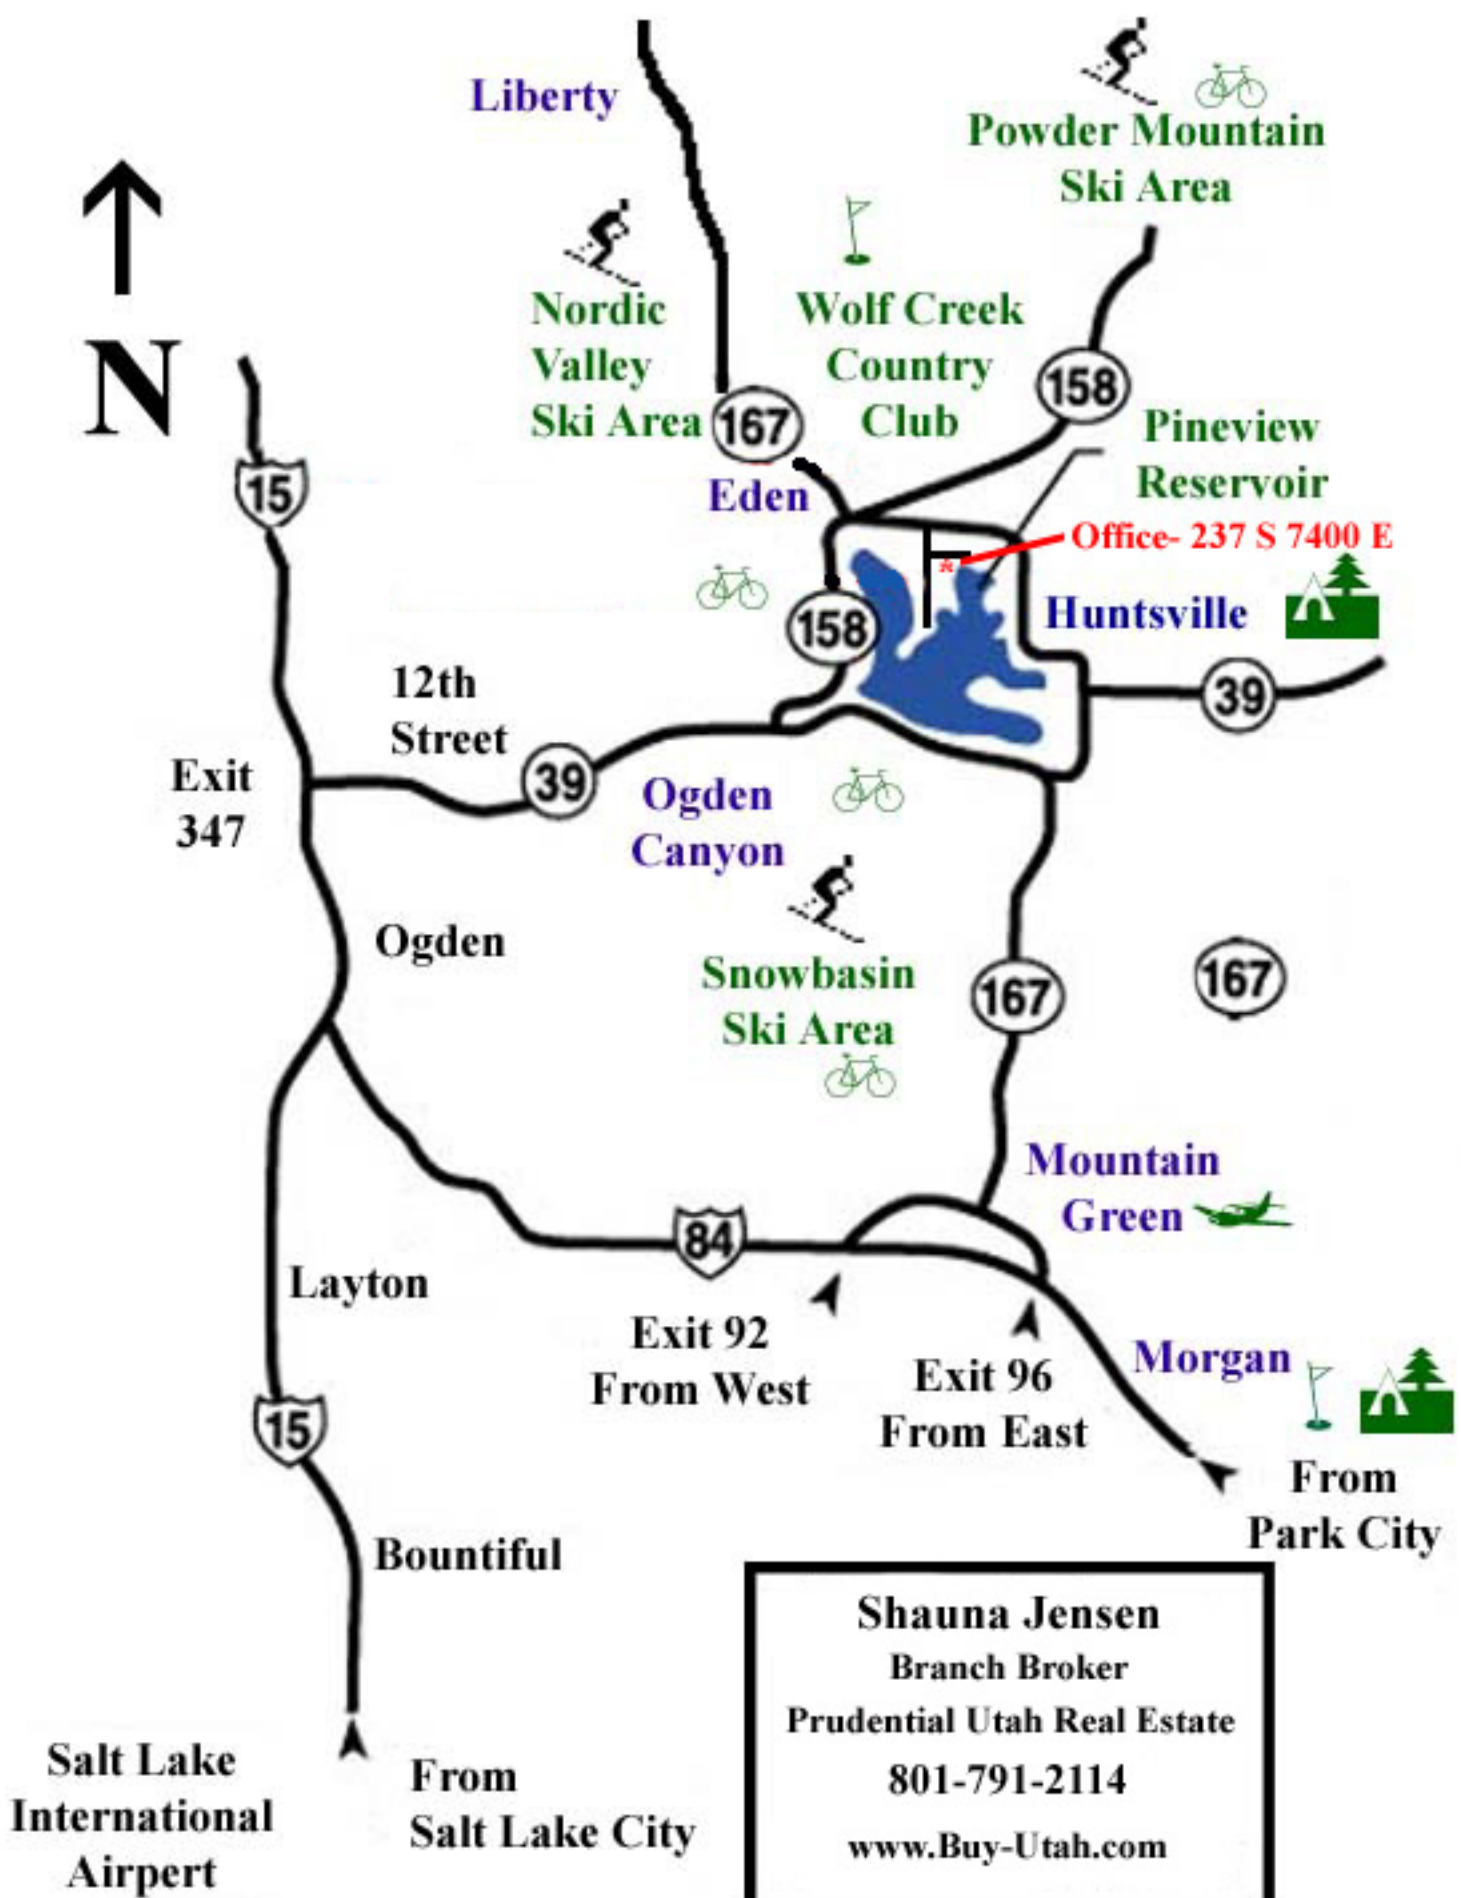 Liberty
Powder Mountain
Ski Area
N
Nordic
Valley
Ski Area
167
Wolf Creek
Country
Club
158
Pineview
Reservoir
15
Eden
Office- 237 S 7400 E
*
158
Huntsville
39
12th
Street
Exit
347
39
Ogden
Canyon
Ogden
Snowbasin
Ski Area
167
167
Mountain
Green
84
Layton
Exit 92
From West
Exit 96
From East
Morgan
15
From
Park City
Bountiful
Shauna Jensen
Branch Broker
Prudential Utah Real Estate
801-791-2114
www.Buy-Utah.com
Salt Lake
International
Airpert
From
Salt Lake City